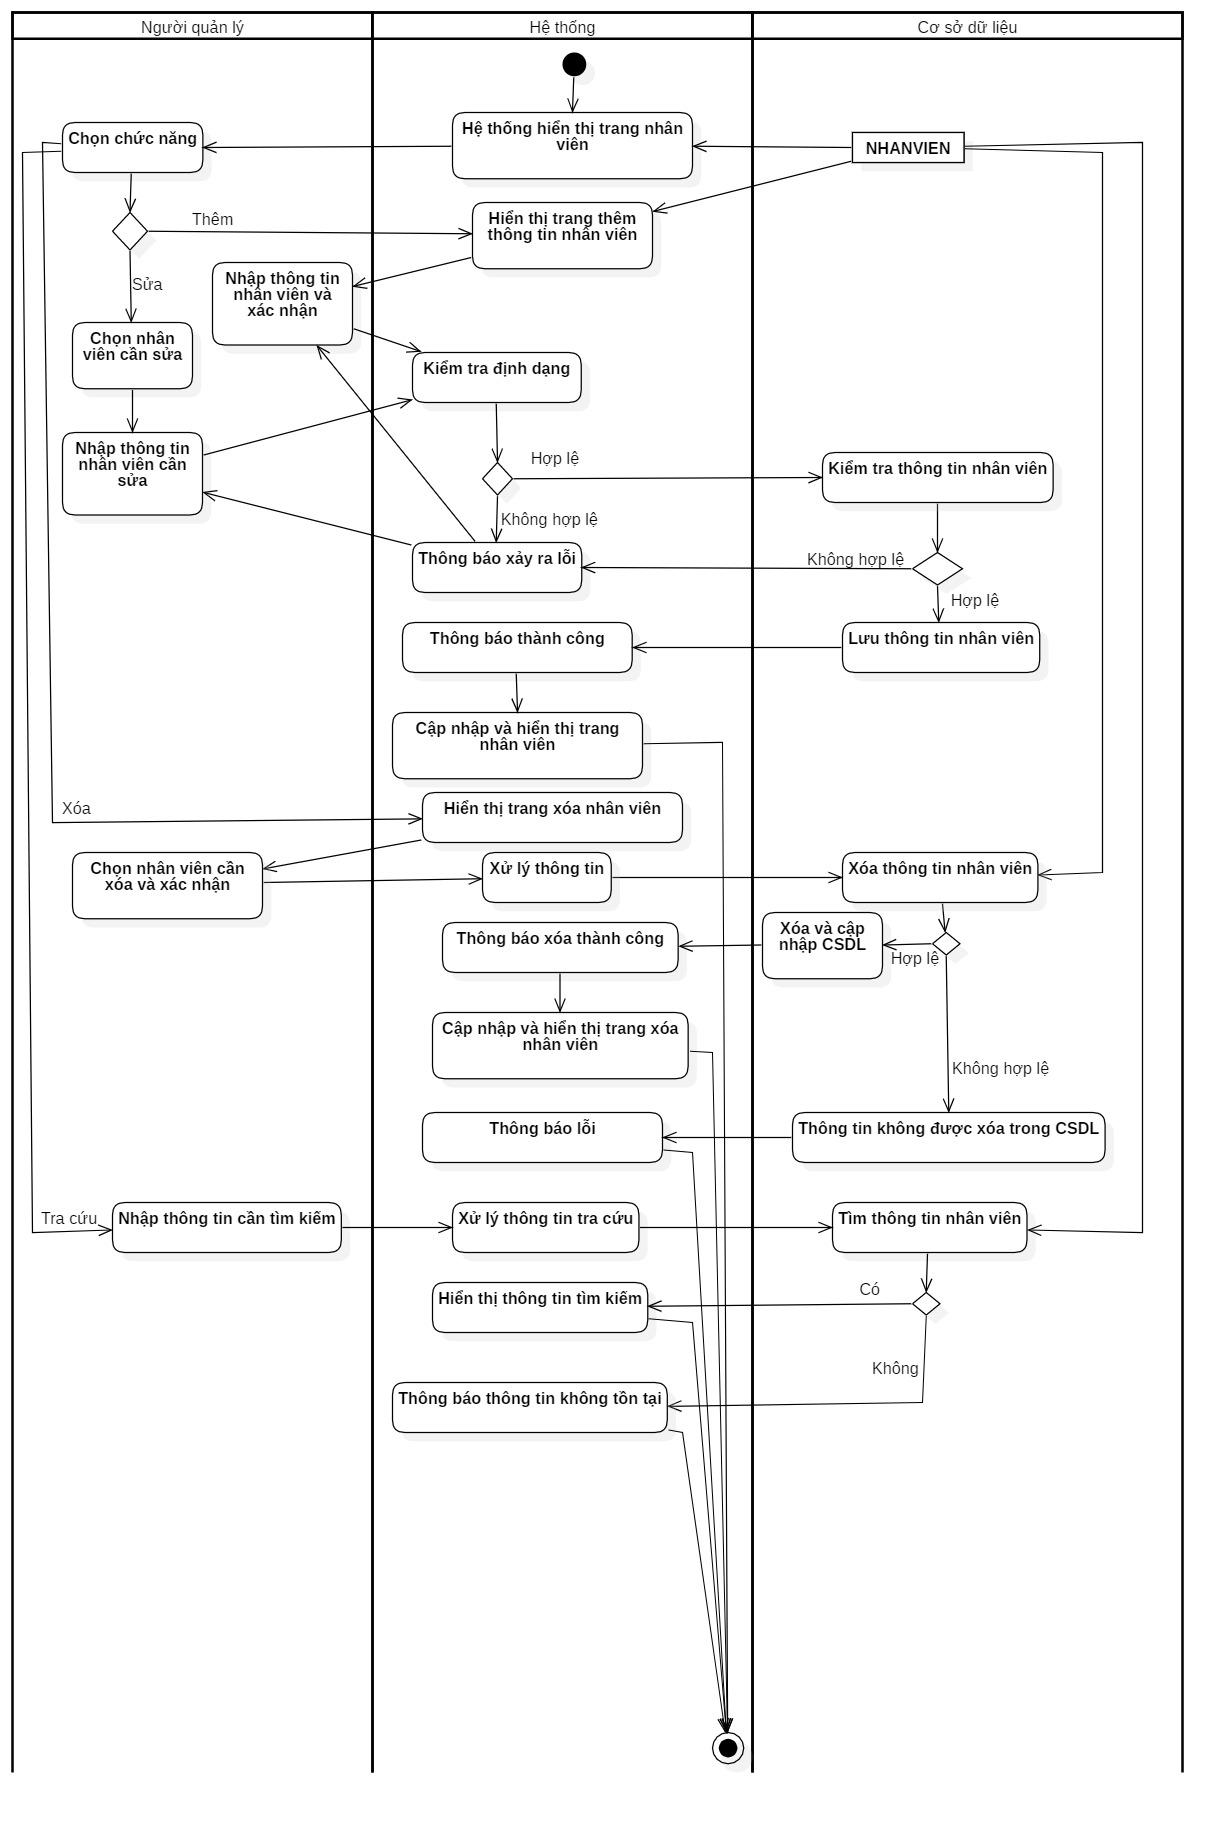 Người quản lý
Hệ thống
Cơ sở dữ liệu
Chọn chức năng
Hệ thống hiển thị trang nhân
viên
NHANVIEN
Thêm
Hiển thị trang thêm
thông tin nhân viên
Sửa
Nhập thông tin
nhân viên và
xác nhận
Chọn nhân
viên cần sửa
Kiểm tra định dạng
Nhập thông tin
nhân viên cần
sửa
Hợp lệ
Kiểm tra thông tin nhân viên
Không hợp lệ
Thông báo xảy ra lỗi
Không hợp lệ
Hợp lệ
Thông báo thành công
Lưu thông tin nhân viên
Cập nhập và hiển thị trang
nhân viên
Xóa
Hiển thị trang xóa nhân viên
Chọn nhân viên cần
xóa và xác nhận
Xử lý thông tin
Xóa thông tin nhân viên
Thông báo xóa thành công
Xóa và cập
nhập CSDL
Hợp lệ
Cập nhập và hiển thị trang xóa
nhân viên
Không hợp lệ
Thông báo lỗi
Thông tin không được xóa trong CSDL
Tra cứu
Nhập thông tin cần tìm kiếm
Xử lý thông tin tra cứu
Tìm thông tin nhân viên
Hiển thị thông tin tìm kiếm
Có
Không
Thông báo thông tin không tồn tại